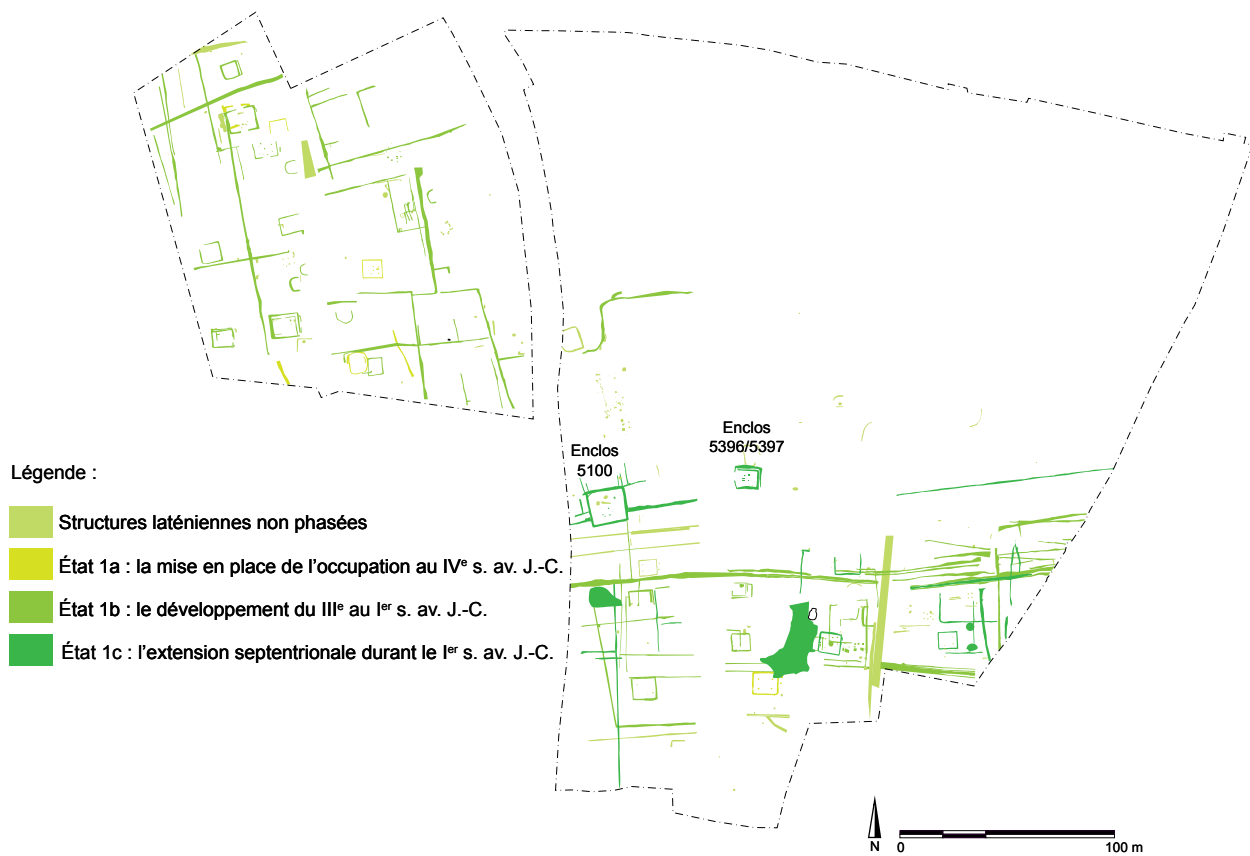 Enclos
5396/5397
Enclos
5100
Légende :
Structures laténiennes non phasées
État 1a : la mise en place de l’occupation au IVe s. av. J.-C.
État 1b : le développement du IIIe au Ier s. av. J.-C.
État 1c : l’extension septentrionale durant le Ier s. av. J.-C.
N
0
100 m